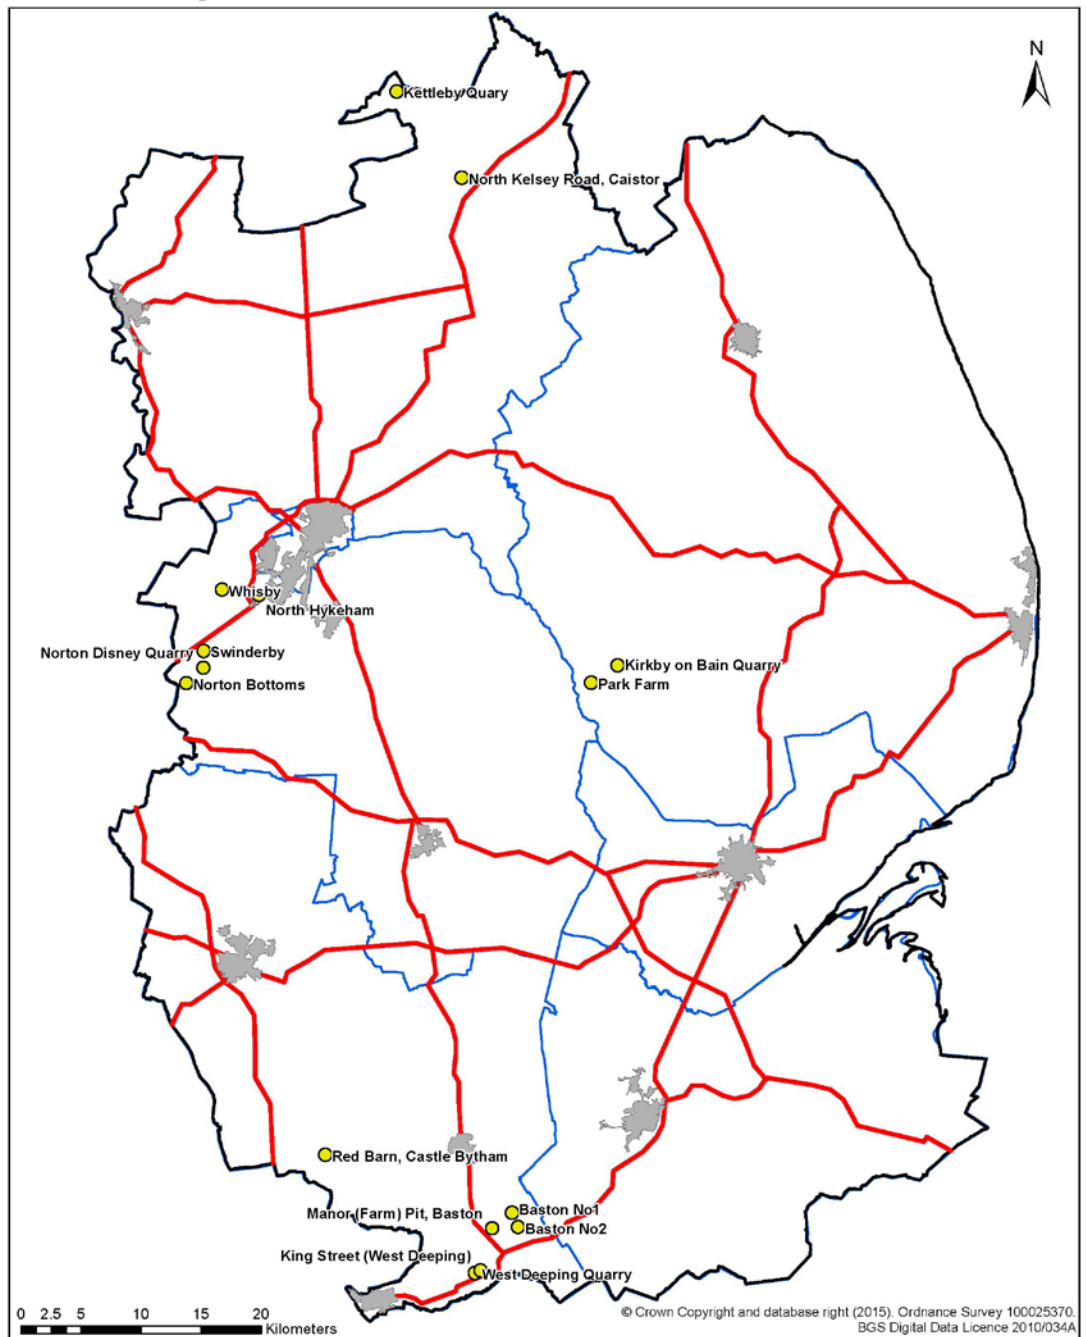 N
Kettleby Quary
North Kelsey Road, Caistor
Whisby
North Hykeham
Norton Disney Quarry
Swinderby
Norton Bottoms
Kirkby on Bain Quarry
Park Farm
Red Barn, Castle Bytham
Manor (Farm) Pit, Baston
Baston No1
Baston No2
King Street (West Deeping)
West Deeping Quarry
0 2.5 5 10 15 20
Kilometers
© Crown Copyright and database right (2015). Ordnance Survey 100025370.
BGS Digital Data Licence 2010/034A